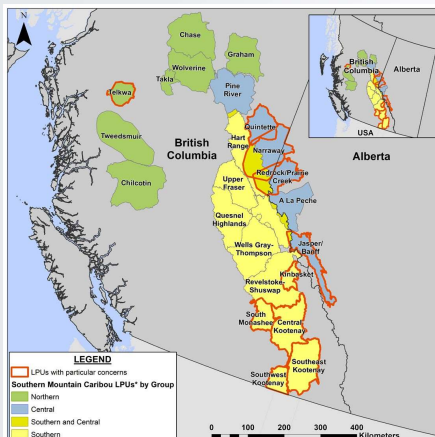 N
Chase
Graham
Wolverine
Takla
Pine
River
Telkwa
Quintette
Hart
Range
Narraway
Tweedsmuir
British
Columbia
Redrock/Prairie
Creek
Alberta
Chilcotin
Upper
Fraser
A La Peche
Quesnel
Highlands
Wells Gray-
Thompson
Jasper/
Banff
Kinbasket
Revelstoke-
Shuswap
South
Monashee
Central
Kootenay
Southwest
Kootenay
Southeast
Kootenay
British
Columbia
Alberta
USA
LEGEND
LPUs with particular concerns
Southern Mountain Caribou LPUs* by Group
Northern
Central
Southern and Central
Southern
0 100 200 300 400
Kilometers